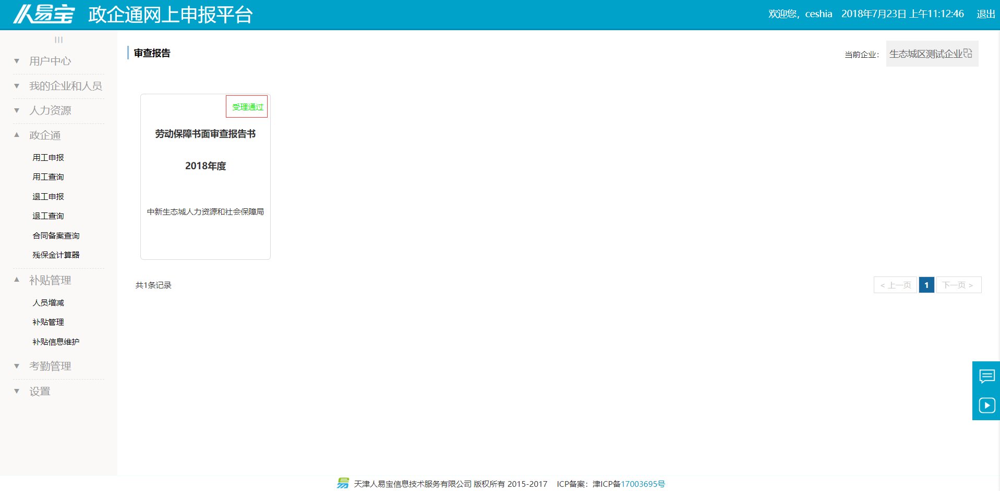 人易宝 政企通网上申报平台
欢迎您，ceshia 2018年7月23日 上午11:12:46 退出
用户中心
我的企业和人员
人力资源
政企通
用工申报
用工查询
退工申报
退工查询
合同备案查询
残保金计算器
补贴管理
人员增减
补贴管理
补贴信息维护
考勤管理
设置
审查报告
当前企业： 生态城区测试企业
受理通过
劳动保障书面审查报告书
2018年度
中新生态城人力资源和社会保障局
共1条记录
< 上一页 1 下一页 >
天津人易宝信息技术服务有限公司 版权所有 2015-2017 ICP备案：津ICP备17003695号